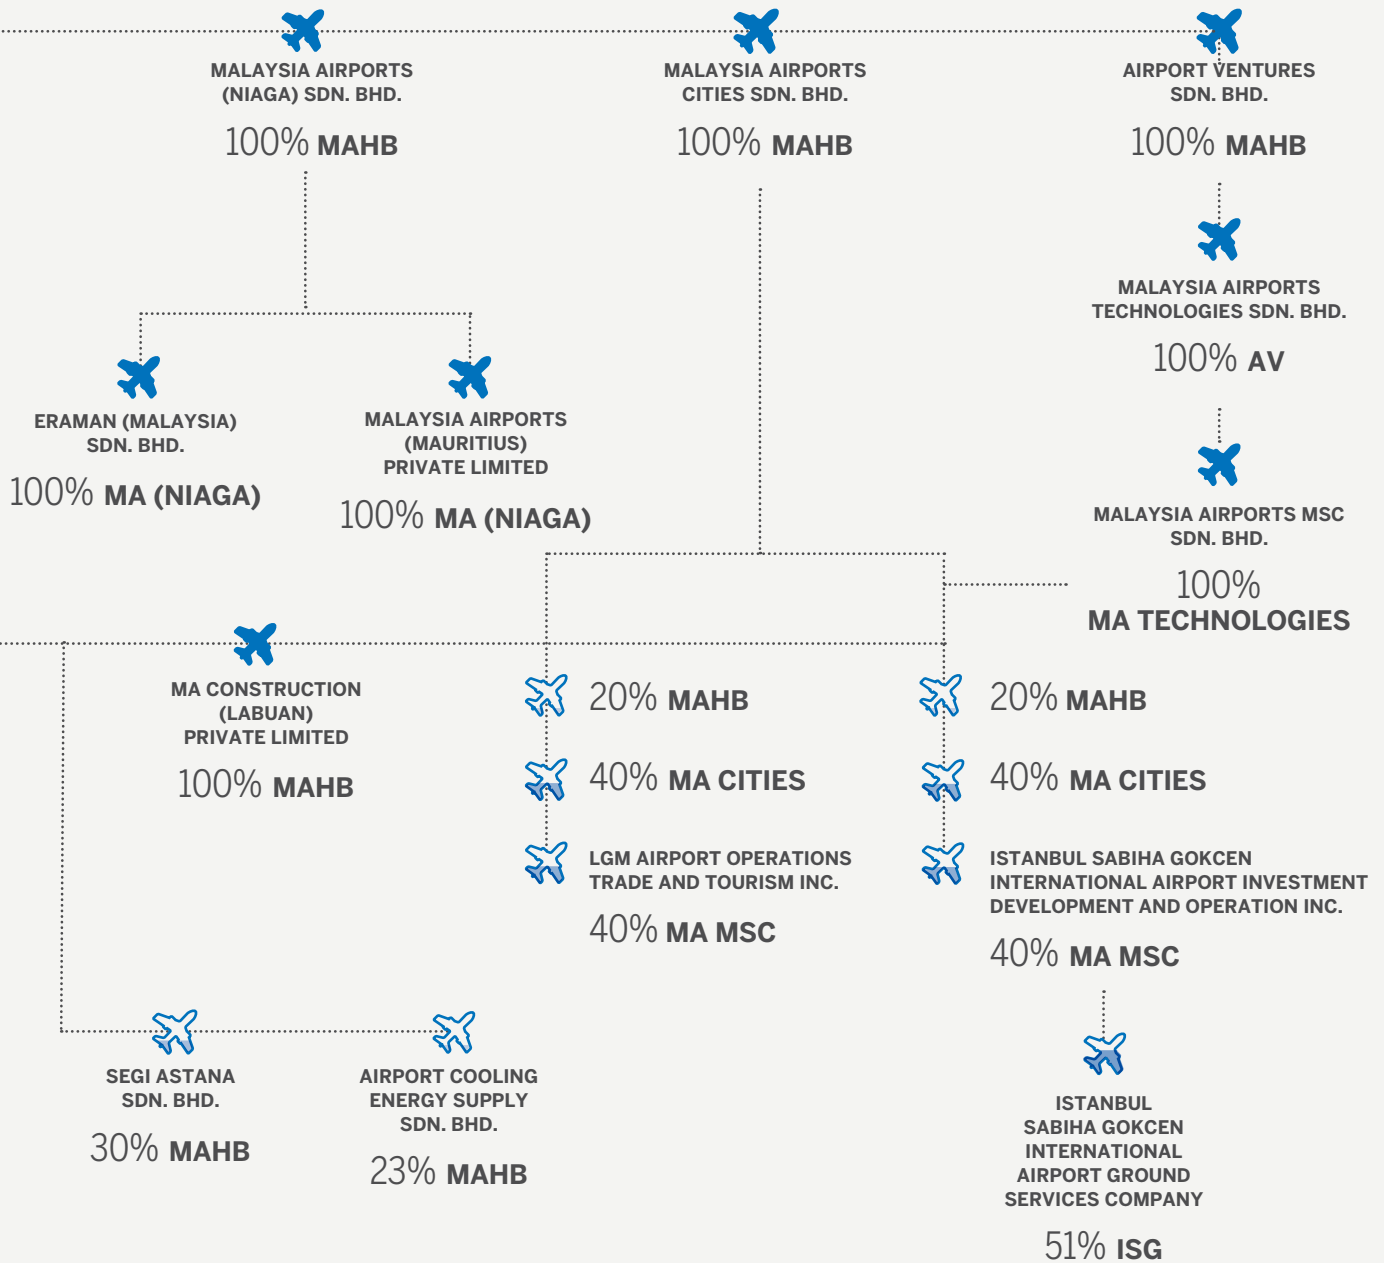 MALAYSIA AIRPORTS
(NIAGA) SDN. BHD.
100% MAHB
MALAYSIA AIRPORTS
CITIES SDN. BHD.
100% MAHB
AIRPORT VENTURES
SDN. BHD.
100% MAHB
MALAYSIA AIRPORTS
TECHNOLOGIES SDN. BHD.
100% AV
ERAMAN (MALAYSIA)
SDN. BHD.
100% MA (NIAGA)
MALAYSIA AIRPORTS
(MAURITIUS)
PRIVATE LIMITED
100% MA (NIAGA)
MALAYSIA AIRPORTS MSC
SDN. BHD.
100%
MA TECHNOLOGIES
MA CONSTRUCTION
(LABUAN)
PRIVATE LIMITED
100% MAHB
20% MAHB
40% MA CITIES
LGM AIRPORT OPERATIONS
TRADE AND TOURISM INC.
40% MA MSC
20% MAHB
40% MA CITIES
ISTANBUL SABIHA GOKCEN
INTERNATIONAL AIRPORT INVESTMENT
DEVELOPMENT AND OPERATION INC.
40% MA MSC
SEGI ASTANA
SDN. BHD.
30% MAHB
AIRPORT COOLING
ENERGY SUPPLY
SDN. BHD.
23% MAHB
ISTANBUL
SABIHA GOKCEN
INTERNATIONAL
AIRPORT GROUND
SERVICES COMPANY
51% ISG